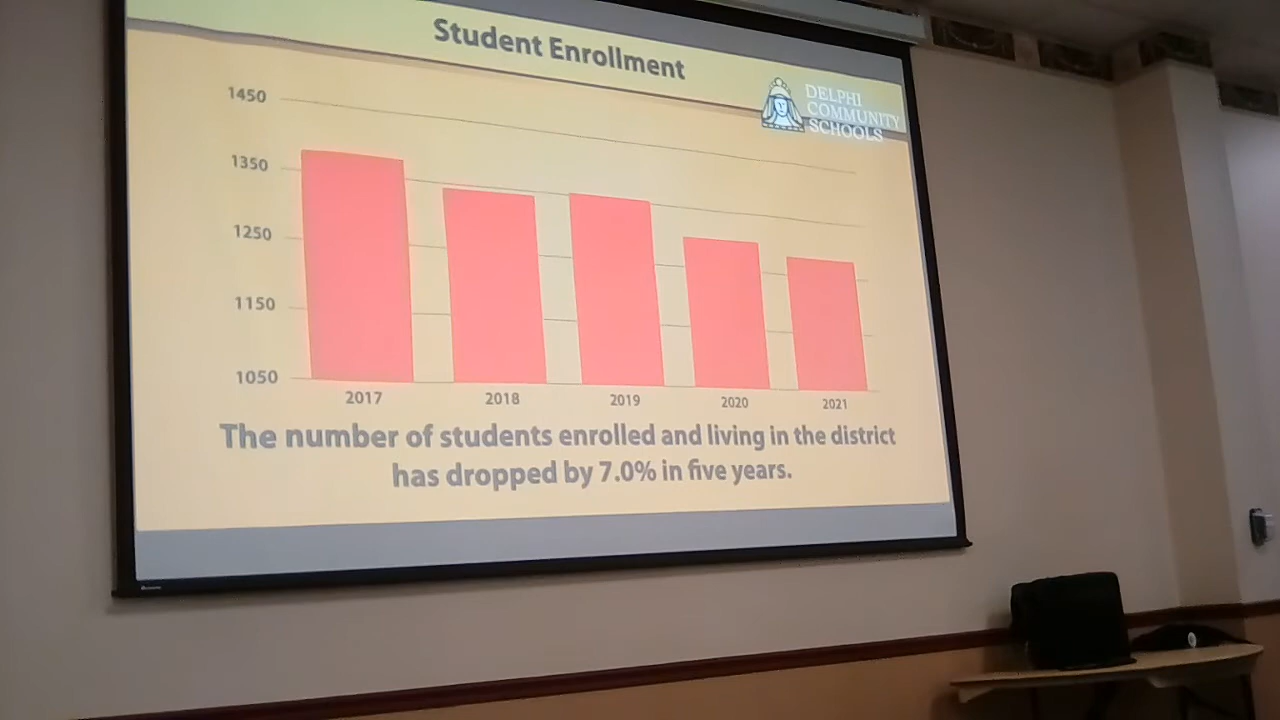 Student Enrollment
DELPHI
COMMUNITY
SCHOOLS
1450
1350
1250
1150
1050
2017 2018 2019 2020 2021
The number of students enrolled and living in the district
has dropped by 7.0% in five years.